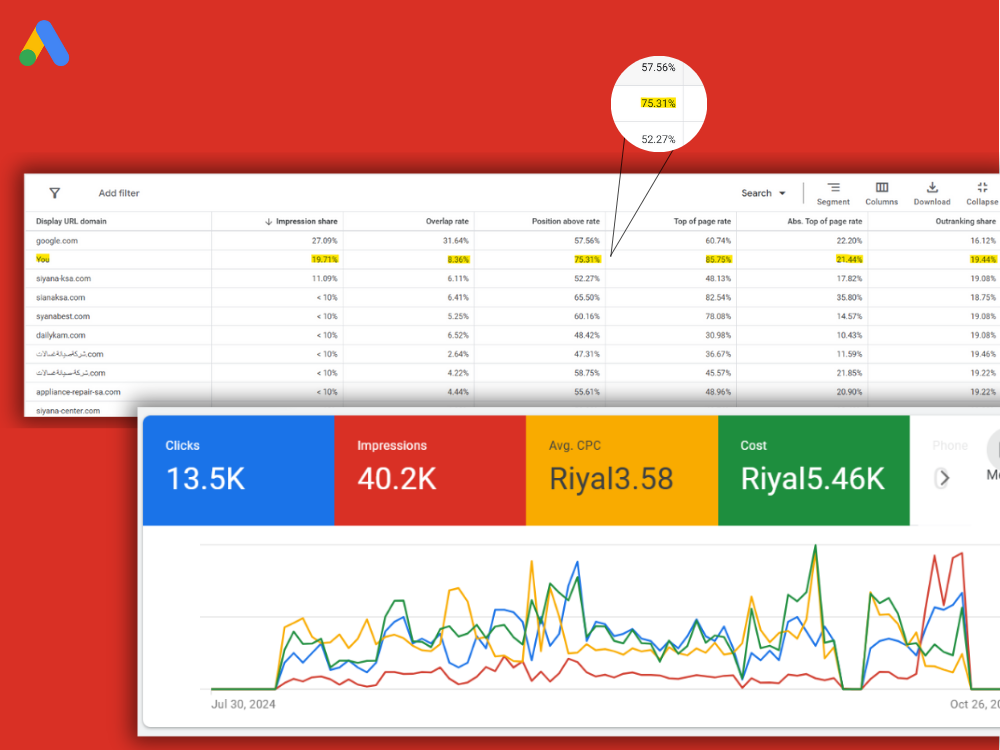 57.56%
75.31%
52.27%
Add filter
Search
Segment Columns Download Collapse
Display URL domain Impression share Overlap rate Position above rate Top of page rate Abs. Top of page rate Outranking share
google.com 27.09% 31.64% 57.56% 60.74% 22.20% 16.12%
You 19.71% 8.36% 75.31% 85.75% 21.44% 19.44%
siyana-ksa.com 11.09% 6.11% 52.27% 48.13% 17.82% 19.08%
sianaksa.com < 10% 6.41% 65.50% 82.54% 35.80% 18.75%
syanabest.com < 10% 5.25% 60.16% 78.08% 14.57% 19.08%
dailykam.com < 10% 6.52% 48.42% 30.98% 10.43% 19.08%
شركة-صيانة-غسالات.com < 10% 2.64% 47.31% 36.67% 11.59% 19.46%
شركة-صيانة-غسالات.com < 10% 4.22% 58.75% 45.57% 21.85% 19.22%
appliance-repair-sa.com < 10% 4.44% 55.61% 48.96% 20.90% 19.22%
siyana-center.com
Clicks Impressions Avg. CPC Cost Phone
13.5K 40.2K Riyal3.58 Riyal5.46K
Jul 30, 2024 Oct 26, 20